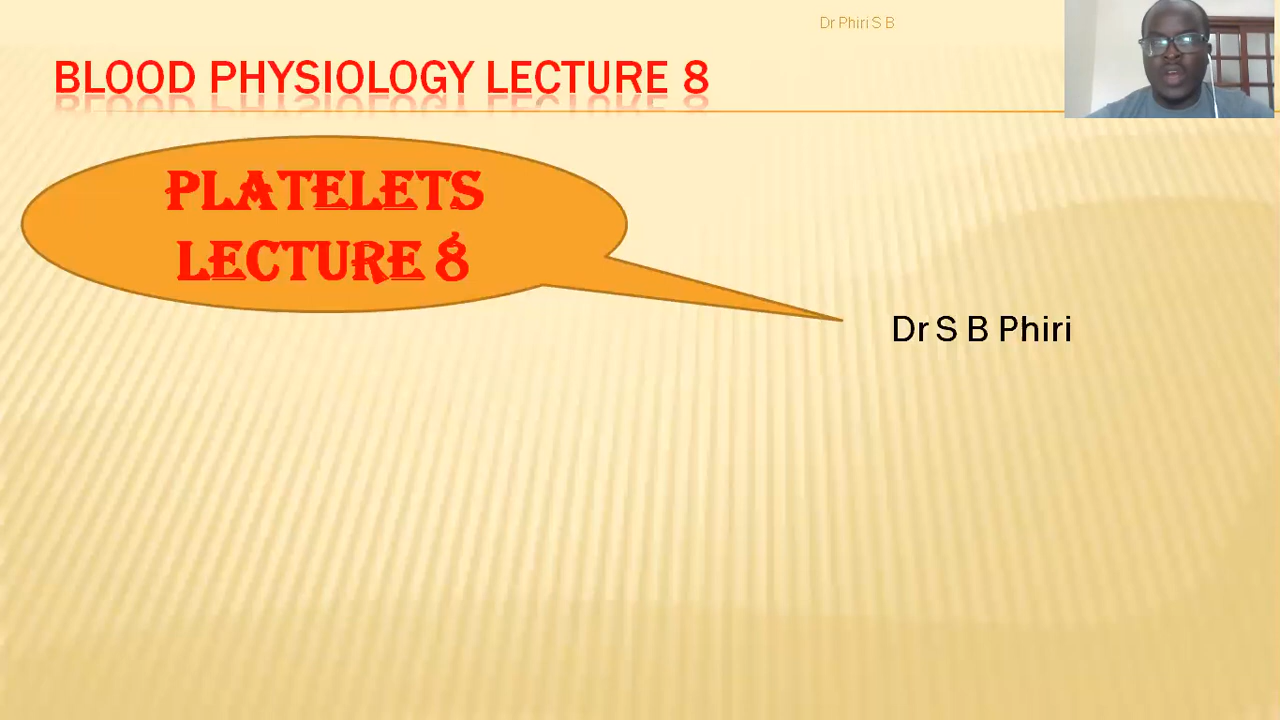 Dr Phiri S B
BLOOD PHYSIOLOGY LECTURE 8
PLATELETS
LECTURE 8
Dr S B Phiri